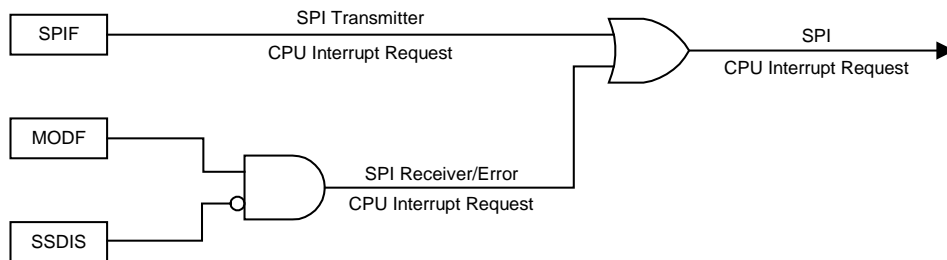 SPIF
SPI Transmitter
CPU Interrupt Request
SPI
CPU Interrupt Request
MODF
SPI Receiver/Error
CPU Interrupt Request
SSDIS